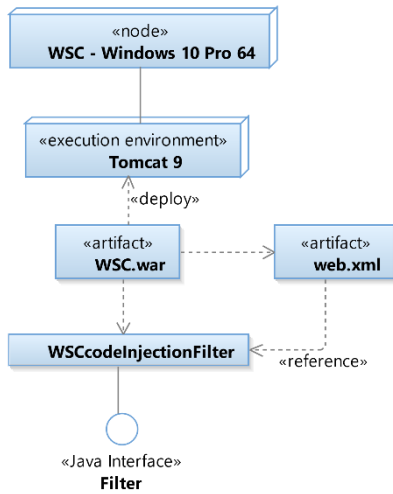 «node»
WSC - Windows 10 Pro 64
«execution environment»
Tomcat 9
«deploy»
«artifact»
WSC.war
«artifact»
web.xml
WSCcodeInjectionFilter
«reference»
«Java Interface»
Filter